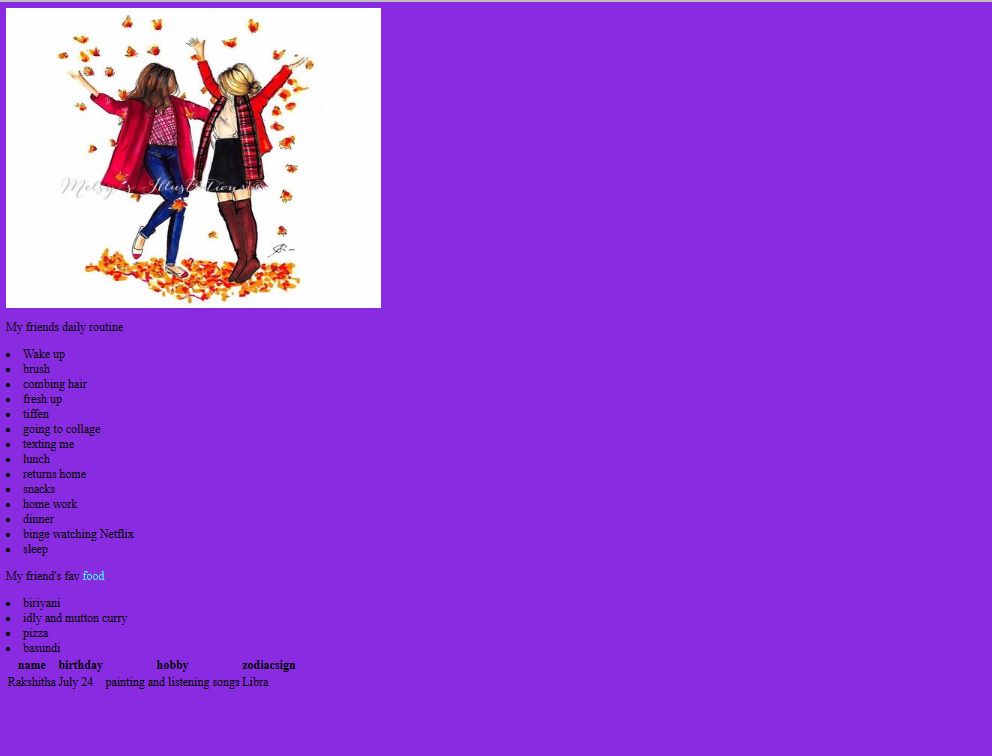 Melsy's Illustrations
My friends daily routine
Wake up
brush
combing hair
fresh up
tiffen
going to collage
texting me
lunch
returns home
snacks
home work
dinner
binge watching Netflix
sleep
My friend's fav food
biriyani
idly and mutton curry
pizza
basundi
name birthday hobby zodiacsign
Rakshitha July 24 painting and listening songs Libra